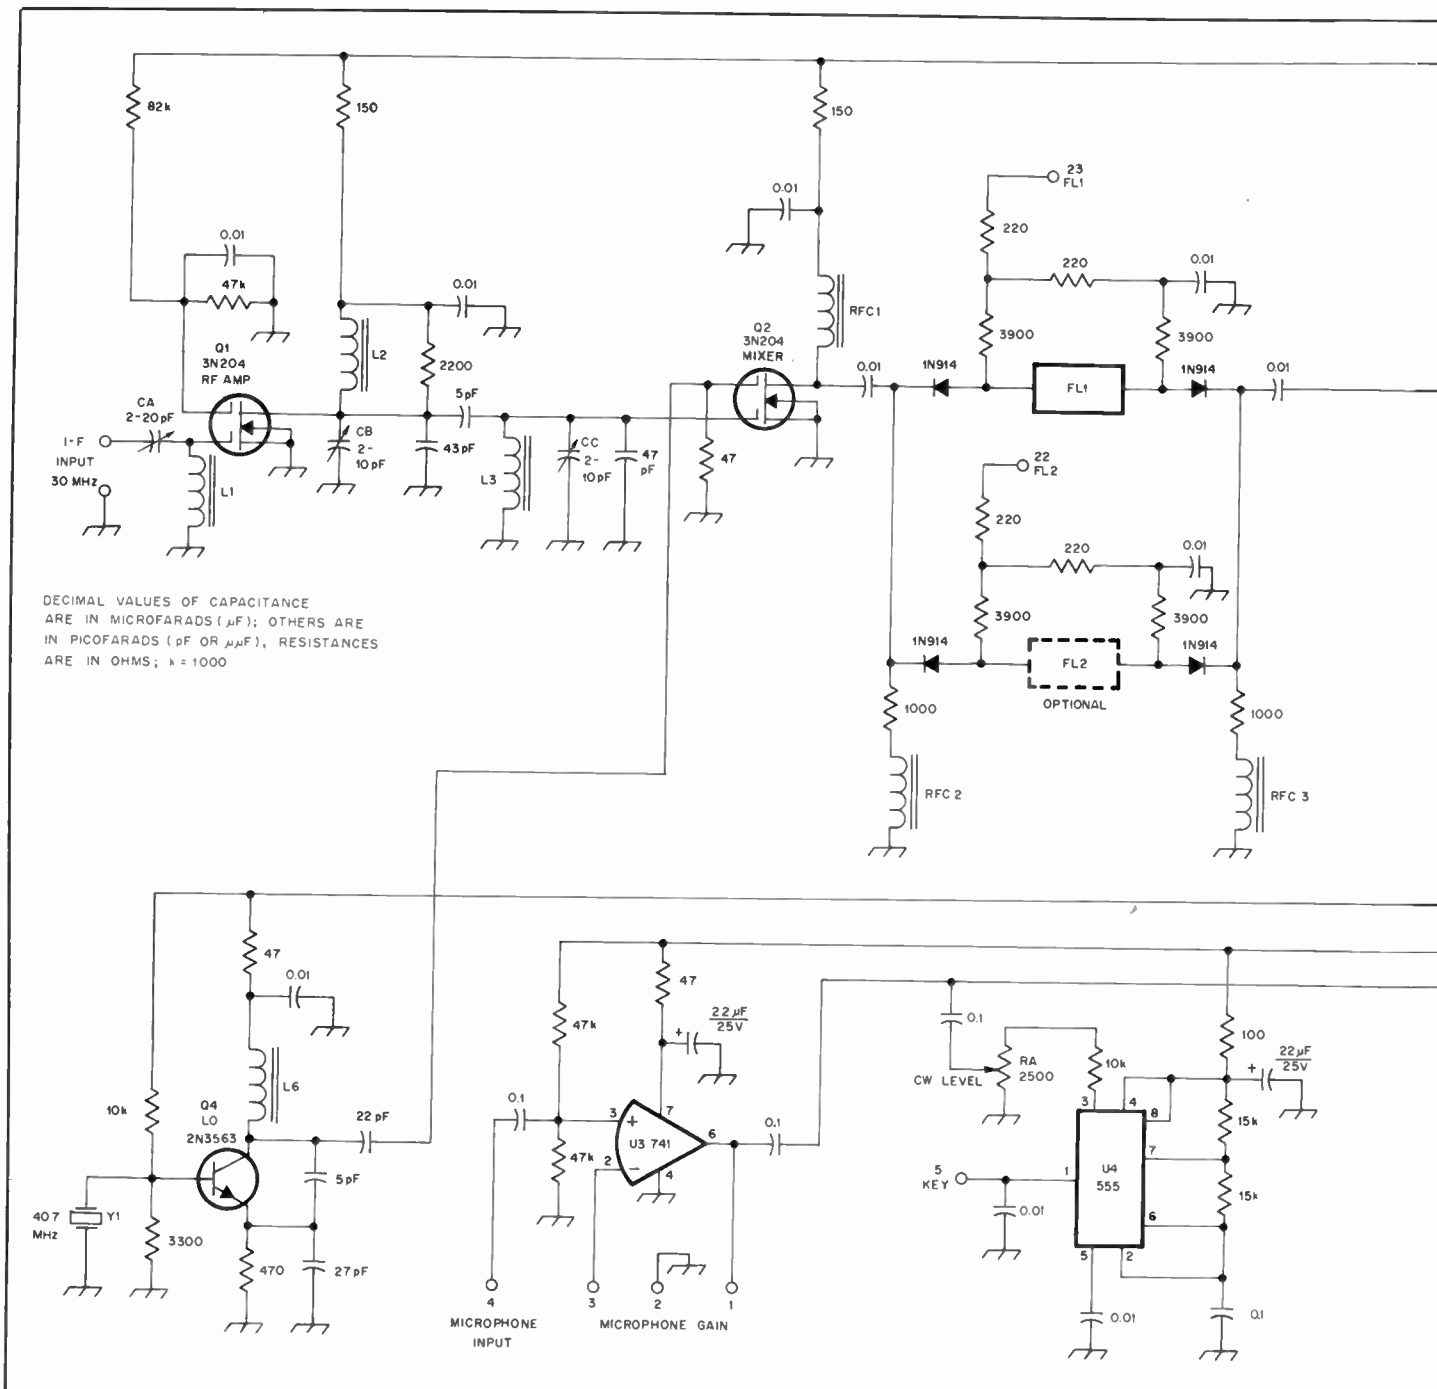 82k
150
150
0.01
23
FL1
220
0.01
47k
0.01
220
0.01
Q1
3N204
RF AMP
L2
2200
Q2
3N204
MIXER
RFC1
3900
3900
0.01
1N914
FL1
1N914
0.01
CA
2-20pF
5pF
I-F
INPUT
30 MHz
CB
2-
10pF
43pF
L1
L3
CC
2-
10pF
47
pF
47
22
FL2
220
220
0.01
3900
3900
1N914
FL2
1N914
OPTIONAL
DECIMAL VALUES OF CAPACITANCE
ARE IN MICROFARADS (µF); OTHERS ARE
IN PICOFARADS (pF OR µµF), RESISTANCES
ARE IN OHMS; k = 1000
1000
1000
RFC 2
RFC 3
47
0.01
L6
10k
Q4
LO
2N3563
22 pF
5pF
40.7
MHz
Y1
3300
470
27pF
47
47k
22µF
25V
+
0.1
3
+
7
U3 741
6
2
−
4
47k
0.1
4
MICROPHONE
INPUT
3
2
1
MICROPHONE GAIN
0.1
CW LEVEL
RA
2500
10k
100
22µF
25V
+
3
4
8
15k
7
U4
555
5
KEY
1
15k
0.01
6
5
2
0.01
0.1